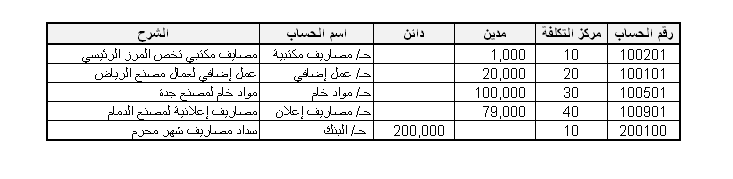 رقم الحساب مركز التكلفة مدين دائن اسم الحساب الشرح
100201 10 1,000 حـ/ مصاريف مكتبية مصايف مكتبي تخص المرز الرئيسي
100101 20 20,000 حـ/ عمل إضافي عمل إضافي لعمال مصنع الرياض
100501 30 100,000 حـ/ مواد خام مواد خام لمصنع جدة
100901 40 79,000 حـ/ مصاريف إعلان مصاريف إعلانية لمصنع الدمام
200100 10 200,000 حـ/ البنك سداد مصاريف شهر محرم